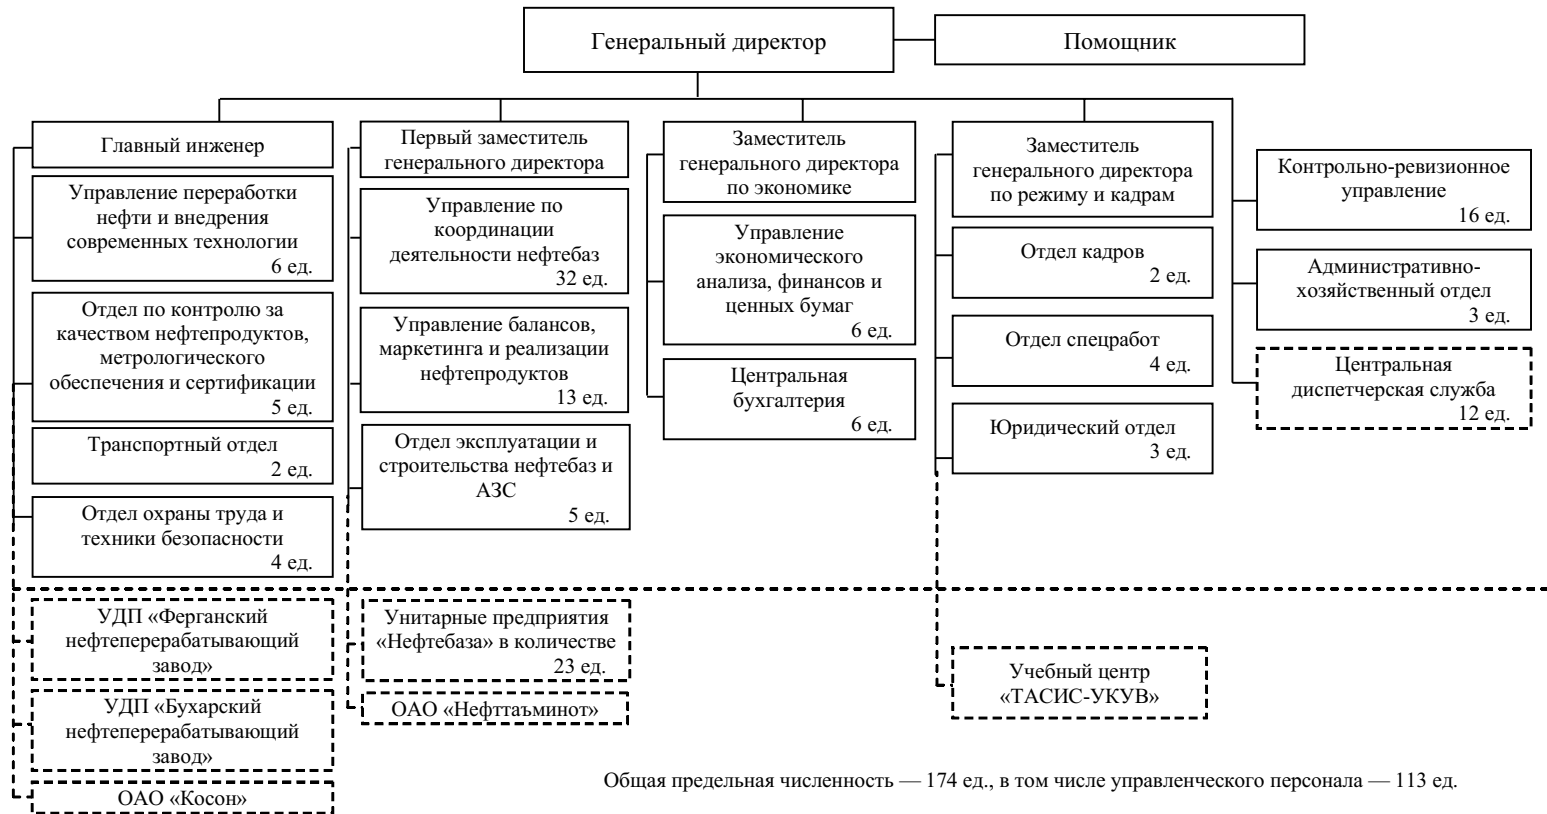 Генеральный директор
Помощник
Главный инженер
Управление переработки
нефти и внедрения
современных технологии
6 ед.
Отдел по контролю за
качеством нефтепродуктов,
метрологического
обеспечения и сертификации
5 ед.
Транспортный отдел
2 ед.
Отдел охраны труда и
техники безопасности
4 ед.
УДП «Ферганский
нефтеперерабатывающий
завод»
УДП «Бухарский
нефтеперерабатывающий
завод»
ОАО «Косон»
Первый заместитель
генерального директора
Управление по
координации
деятельности нефтебаз
32 ед.
Управление балансов,
маркетинга и реализации
нефтепродуктов
13 ед.
Отдел эксплуатации и
строительства нефтебаз и
АЗС
5 ед.
Унитарные предприятия
«Нефтебаза» в количестве
23 ед.
ОАО «Нефттаъминот»
Заместитель
генерального директора
по экономике
Управление
экономического
анализа, финансов и
ценных бумаг
6 ед.
Центральная
бухгалтерия
6 ед.
Заместитель
генерального директора
по режиму и кадрам
Отдел кадров
2 ед.
Отдел спецработ
4 ед.
Юридический отдел
3 ед.
Учебный центр
«ТАСИС-УКУВ»
Контрольно-ревизионное
управление
16 ед.
Административно-
хозяйственный отдел
3 ед.
Центральная
диспетчерская служба
12 ед.
Общая предельная численность — 174 ед., в том числе управленческого персонала — 113 ед.